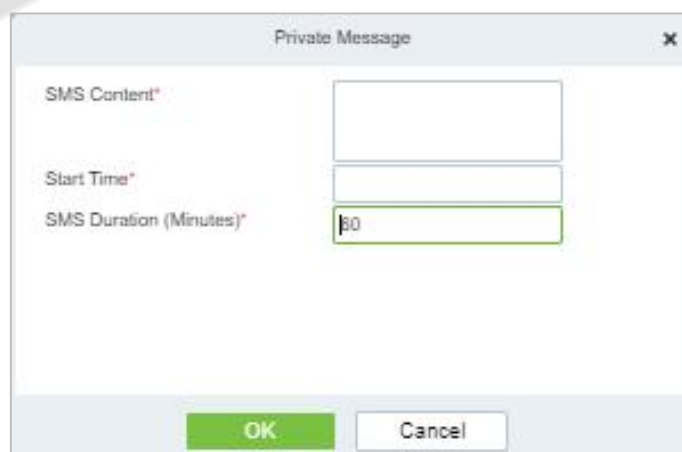 Private Message
SMS Content*
Start Time*
SMS Duration (Minutes)* 60
OK Cancel